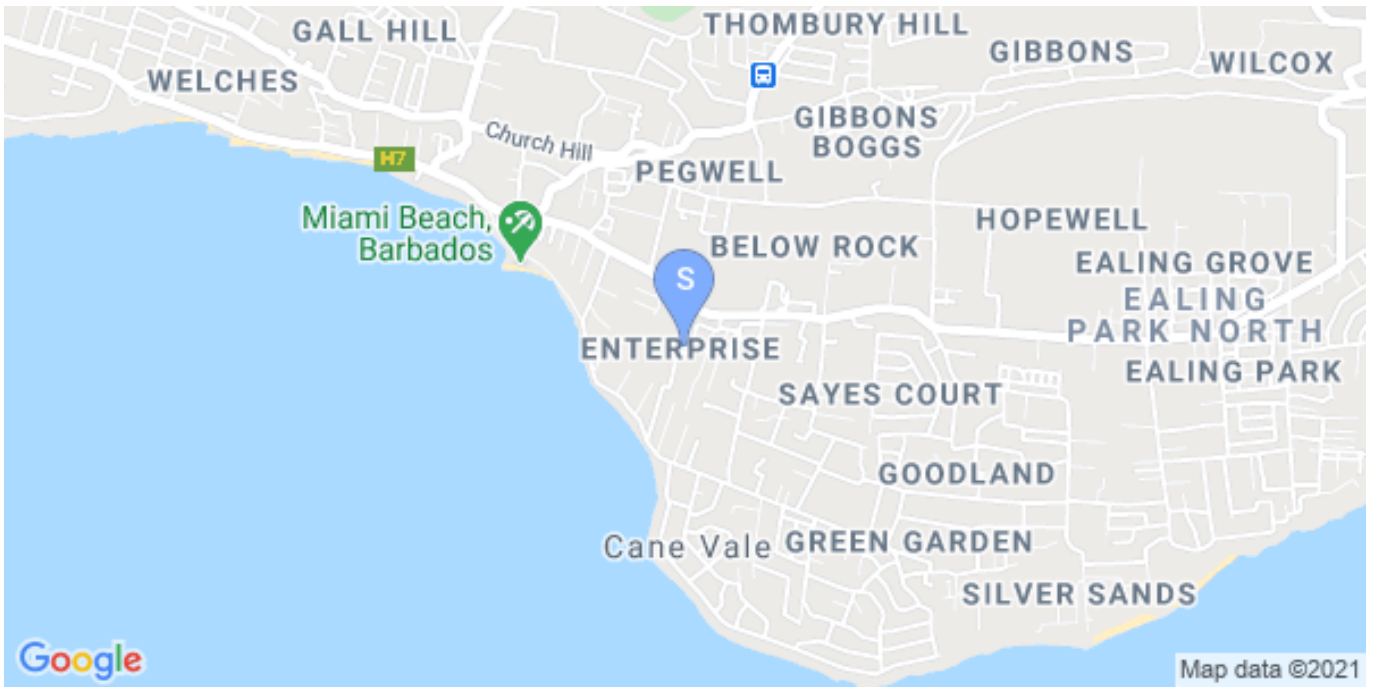 THOMBURY HILL
GALL HILL
GIBBONS
WILCOX
WELCHES
GIBBONS
BOGGS
Church Hill
H7
PEGWELL
Miami Beach,
Barbados
HOPEWELL
BELOW ROCK
EALING GROVE
S
EALING
PARK NORTH
ENTERPRISE
EALING PARK
SAYES COURT
GOODLAND
Cane Vale
GREEN GARDEN
SILVER SANDS
Google
Map data ©2021